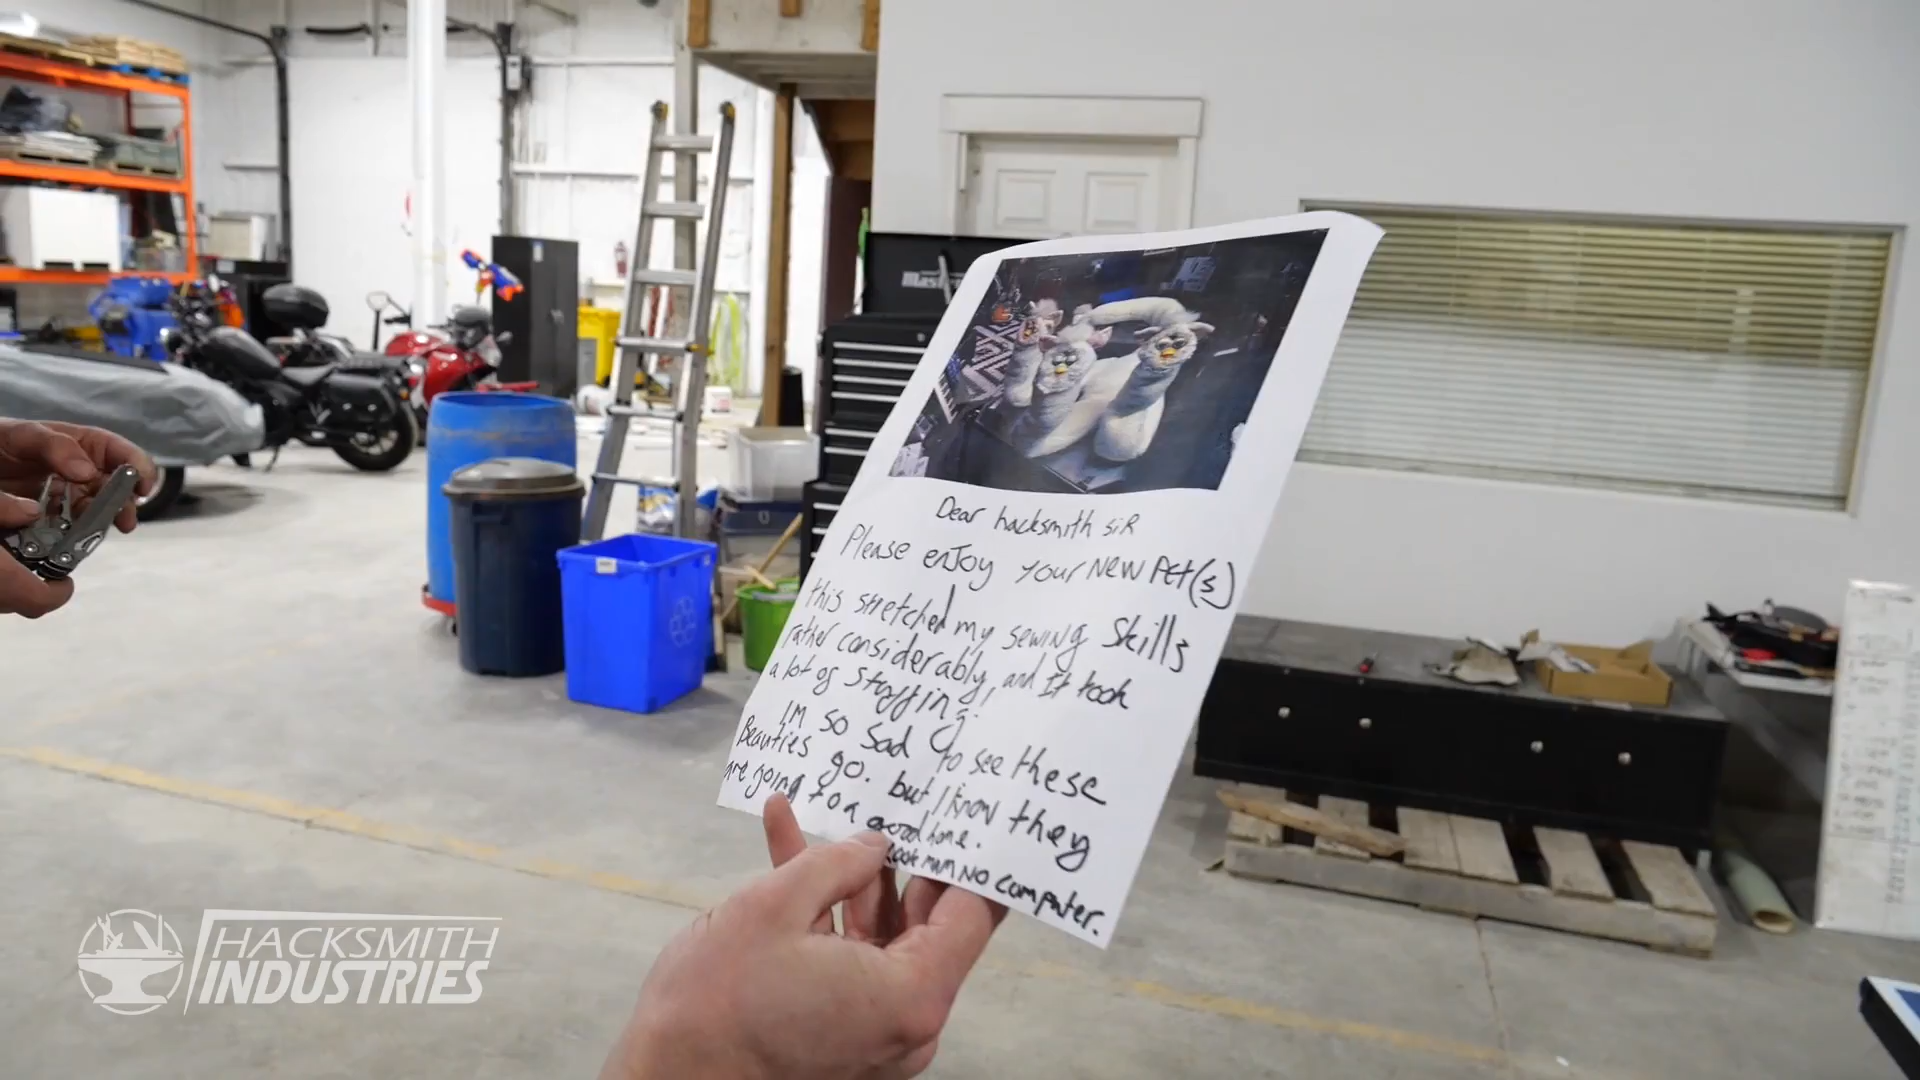 Dear hacksmith siR
Please enJoy your NEW PEt(s)
this stretched my sewing skills
rather considerably, and It took
a lot of stuffing.
I'M so sad to see these
Beauties go. but I know they
are going to a good home.
Look MuM NO Computer.
HACKSMITH
INDUSTRIES